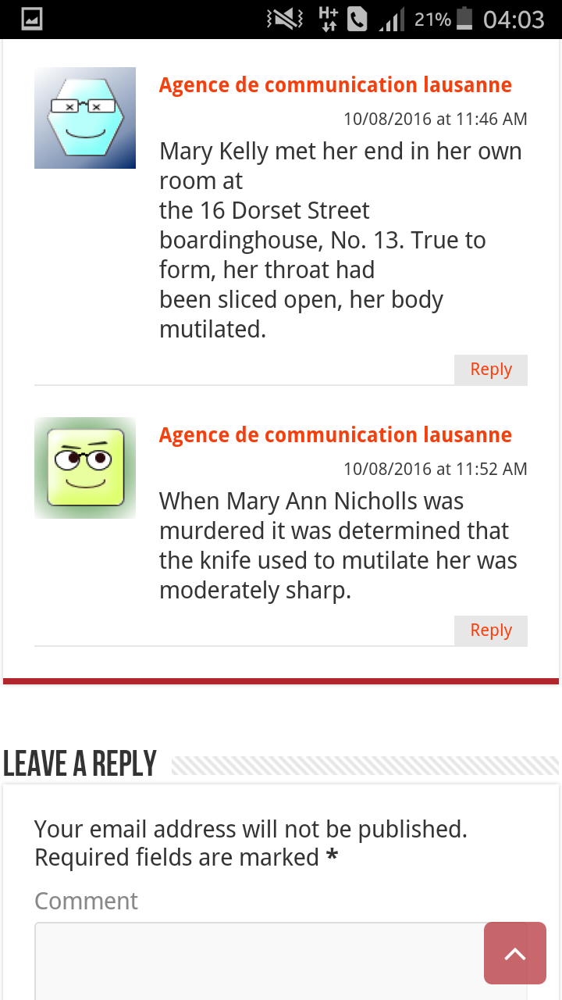 H+ 21% 04:03
Agence de communication lausanne
10/08/2016 at 11:46 AM
Mary Kelly met her end in her own
room at
the 16 Dorset Street
boardinghouse, No. 13. True to
form, her throat had
been sliced open, her body
mutilated.
Reply
Agence de communication lausanne
10/08/2016 at 11:52 AM
When Mary Ann Nicholls was
murdered it was determined that
the knife used to mutilate her was
moderately sharp.
Reply
LEAVE A REPLY
Your email address will not be published.
Required fields are marked *
Comment